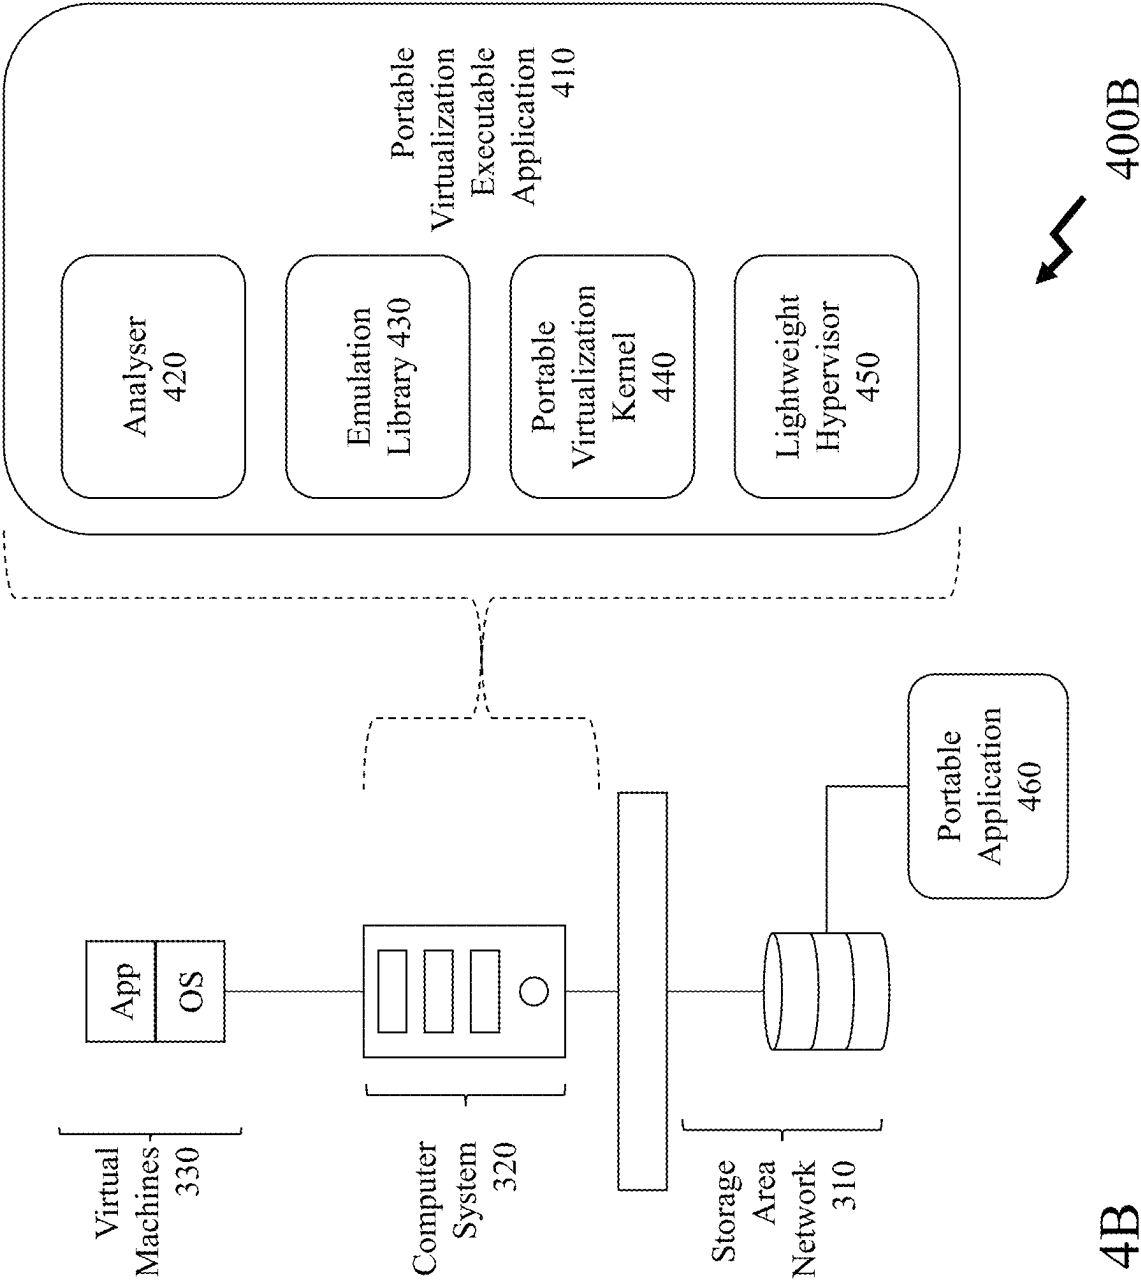 Virtual
Machines
330
App
OS
Computer
System
320
Storage
Area
Network
310
Portable
Application
460
Analyser
420
Emulation
Library 430
Portable
Virtualization
Kernel
440
Lightweight
Hypervisor
450
Portable
Virtualization
Executable
Application
410
400B
4B